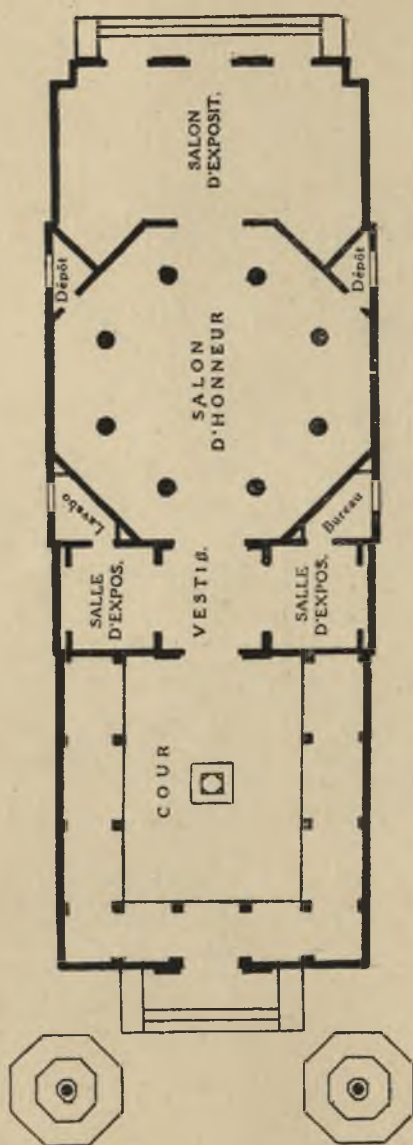 SALON
D'EXPOSIT.
Dépôt
Dépôt
SALON
D'HONNEUR
Lavabo
Bureau
SALLE
D'EXPOS.
VESTIB.
SALLE
D'EXPOS.
COUR